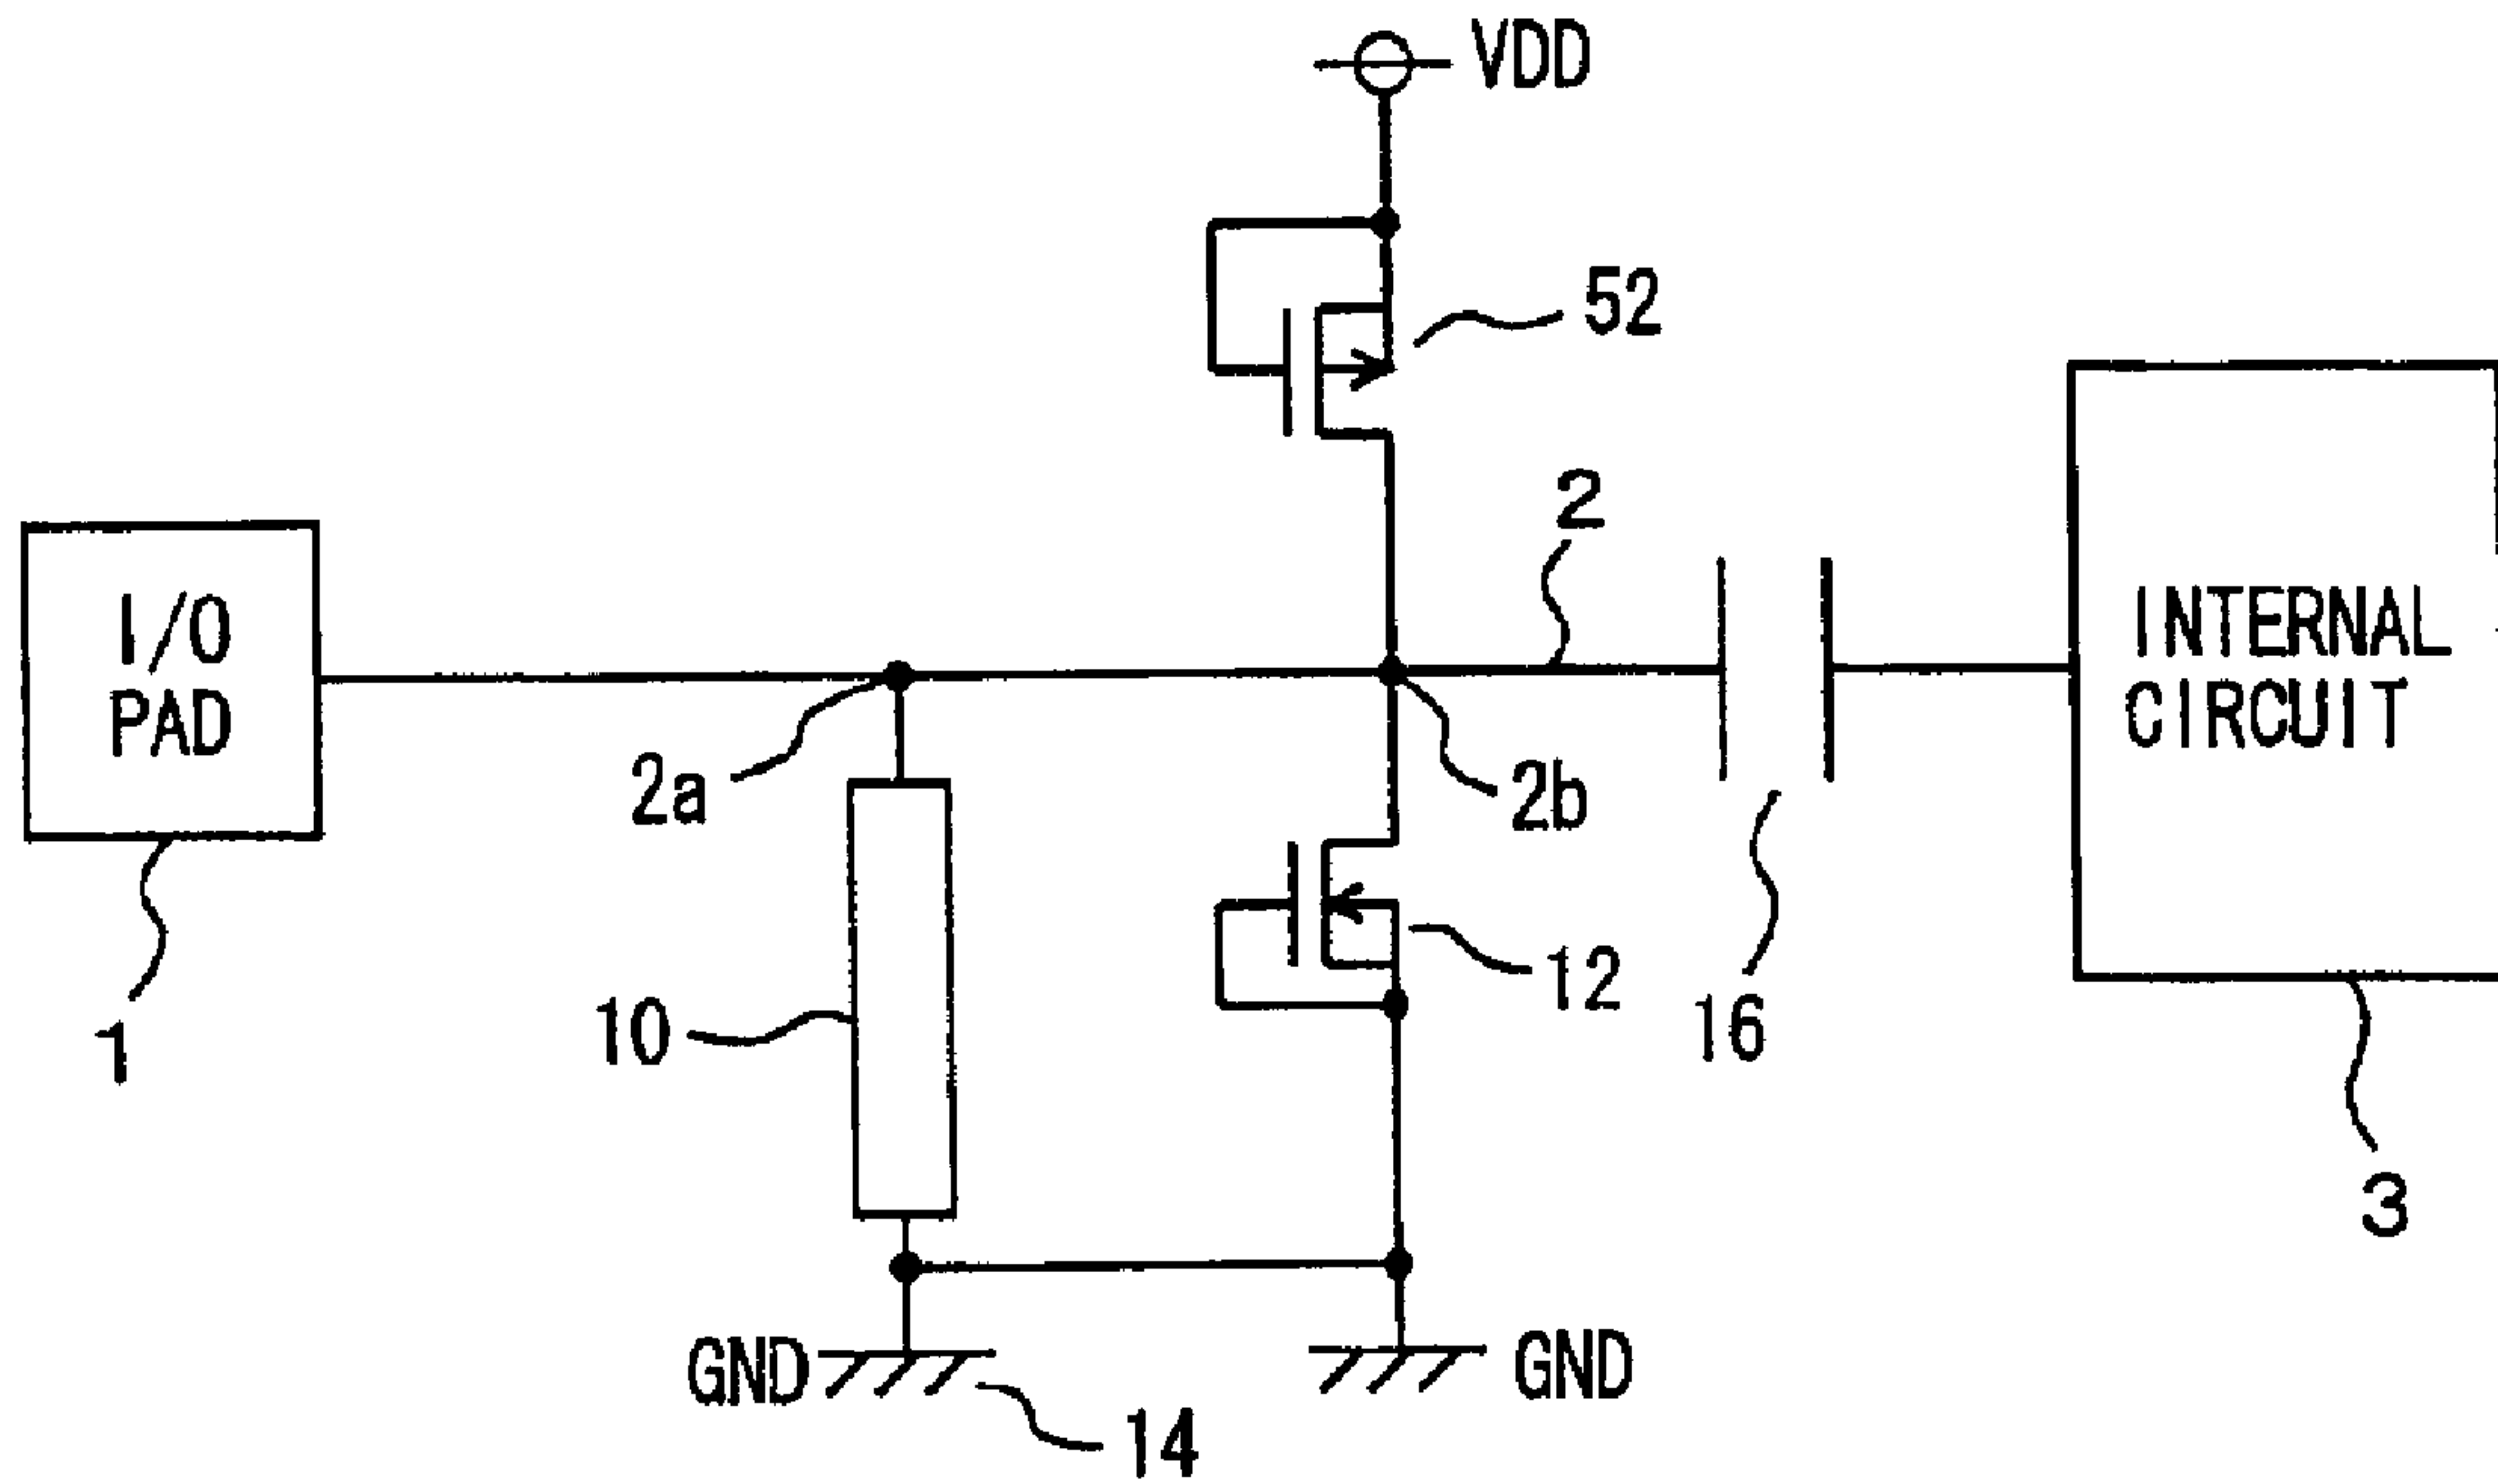 VDD
52
2
I/O
PAD
INTERNAL
CIRCUIT
2a
2b
12
10
16
1
3
GND
GND
14